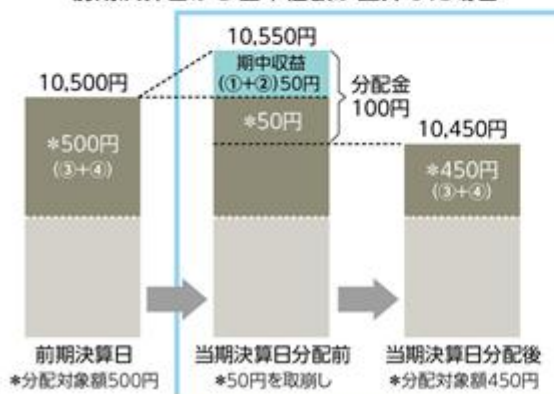 10,550円
期中収益
(①+②)50円
分配金
100円
10,500円
*50円
10,450円
*500円
(③+④)
*450円
(③+④)
前期決算日
当期決算日分配前
当期決算日分配後
*分配対象額500円
*50円を取崩し
*分配対象額450円